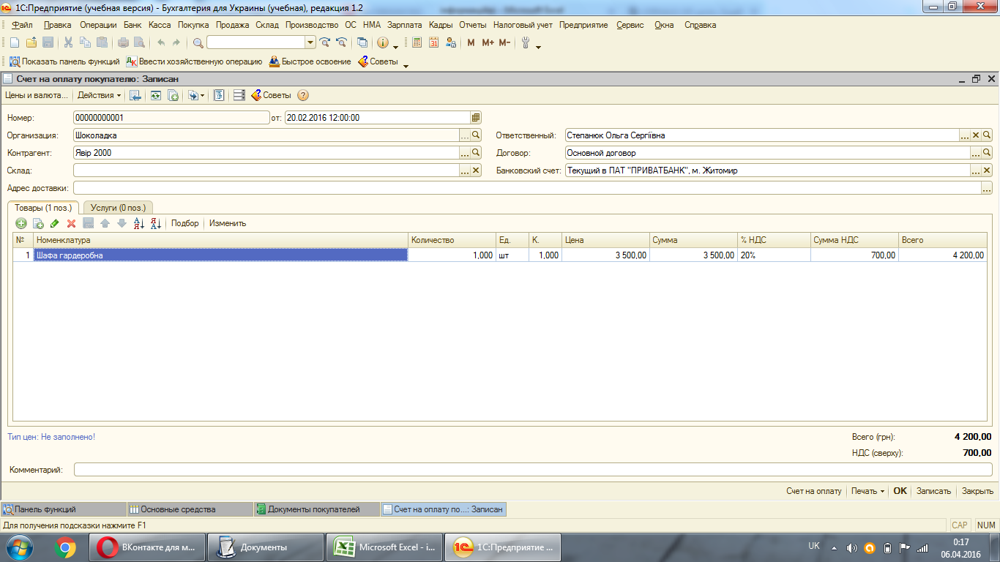 1С:Предприятие (учебная версия) - Бухгалтерия для Украины (учебная), редакция 1.2
Файл Правка Операции Банк Касса Покупка Продажа Склад Производство ОС НМА Зарплата Кадры Отчеты Налоговый учет Предприятие Сервис Окна Справка
M M+ M-
Показать панель функций Ввести хозяйственную операцию Быстрое освоение Советы
Счет на оплату покупателю: Записан
Цены и валюта... Действия Советы
Номер: 00000000001 от: 20.02.2016 12:00:00
Организация: Шоколадка Ответственный: Степанюк Ольга Сергіївна
Контрагент: Явір 2000 Договор: Основной договор
Склад: Банковский счет: Текущий в ПАТ "ПРИВАТБАНК", м. Житомир
Адрес доставки:
Товары (1 поз.) Услуги (0 поз.)
Подбор Изменить
№ Номенклатура Количество Ед. К. Цена Сумма % НДС Сумма НДС Всего
1 Шафа гардеробна 1,000 шт 1,000 3 500,00 3 500,00 20% 700,00 4 200,00
Тип цен: Не заполнено! Всего (грн): 4 200,00
НДС (сверху): 700,00
Комментарий:
Счет на оплату Печать OK Записать Закрыть
Панель функций Основные средства Документы покупателей Счет на оплату по...: Записан
Для получения подсказки нажмите F1 CAP NUM
ВКонтакте для м... Документы Microsoft Excel - i... 1С:Предприятие ... UK 0:17
06.04.2016